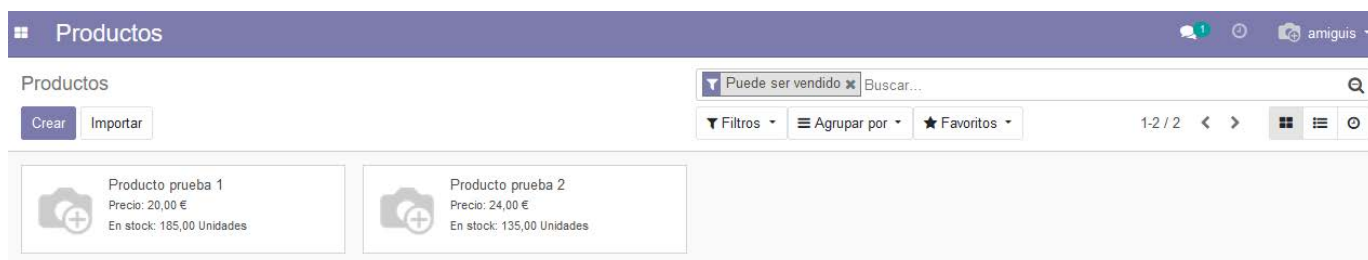 Productos
1
amiguis
Productos
Puede ser vendido
Buscar...
Crear
Importar
Filtros
Agrupar por
Favoritos
1-2 / 2
Producto prueba 1
Precio: 20,00 €
En stock: 185,00 Unidades
Producto prueba 2
Precio: 24,00 €
En stock: 135,00 Unidades